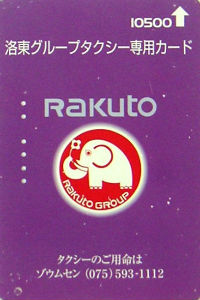 10500
洛東グループタクシー専用カード
Rakuto
RAKUTO GROUP
タクシーのご用命は
ゾウムセン (075) 593-1112